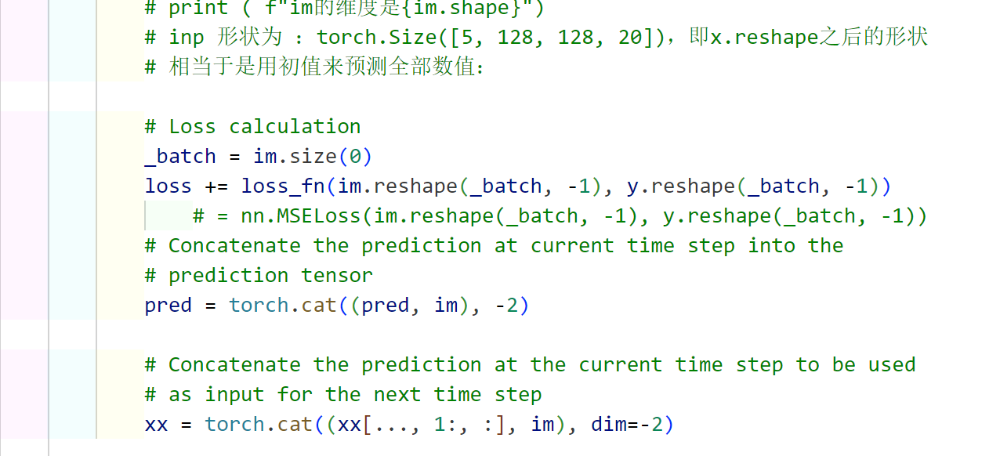 # print ( f"im的维度是{im.shape}")
# inp 形状为 ：torch.Size([5, 128, 128, 20])，即x.reshape之后的形状
# 相当于是用初值来预测全部数值：
# Loss calculation
_batch = im.size(0)
loss += loss_fn(im.reshape(_batch, -1), y.reshape(_batch, -1))
# = nn.MSELoss(im.reshape(_batch, -1), y.reshape(_batch, -1))
# Concatenate the prediction at current time step into the
# prediction tensor
pred = torch.cat((pred, im), -2)
# Concatenate the prediction at the current time step to be used
# as input for the next time step
xx = torch.cat((xx[..., 1:, :], im), dim=-2)